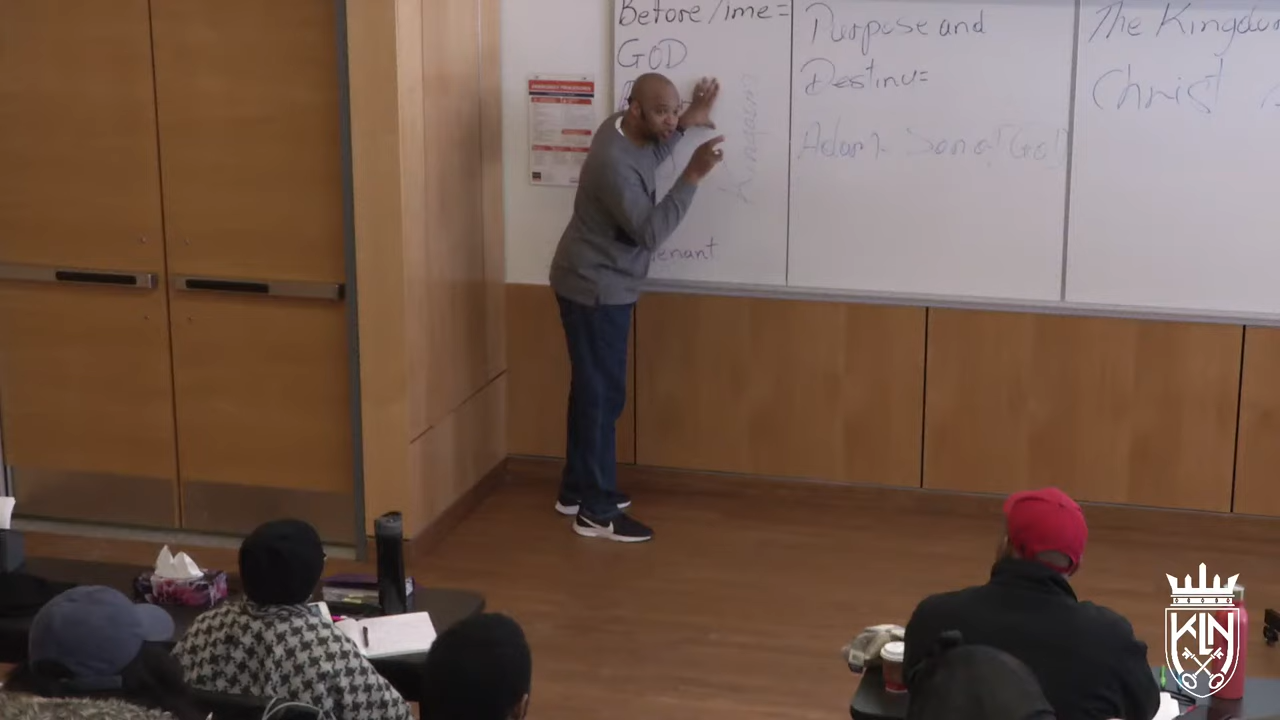 Before Time =
GOD
Kingdom
enant
Purpose and
Destiny=
Adam = Son of God
The Kingdom
Christ
KLN